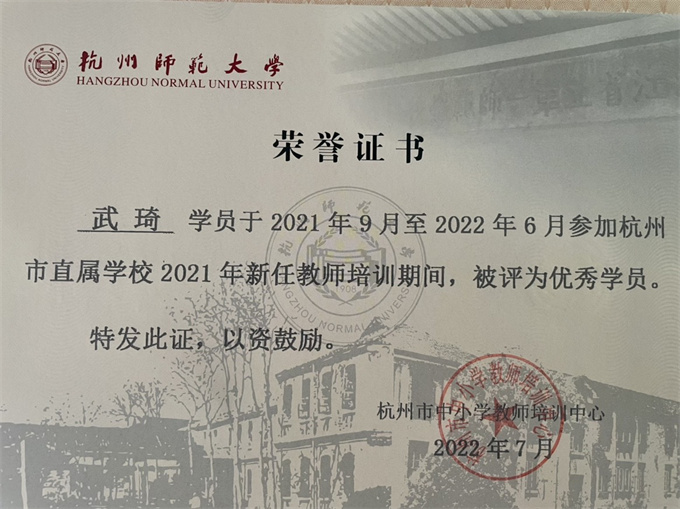 杭州師範大學
HANGZHOU NORMAL UNIVERSITY
荣誉证书
武琦 学员于 2021 年 9 月至 2022 年 6 月参加杭州
市直属学校 2021 年新任教师培训期间，被评为优秀学员。
特发此证，以资鼓励。
杭州市中小学教师培训中心
2022 年 7 月